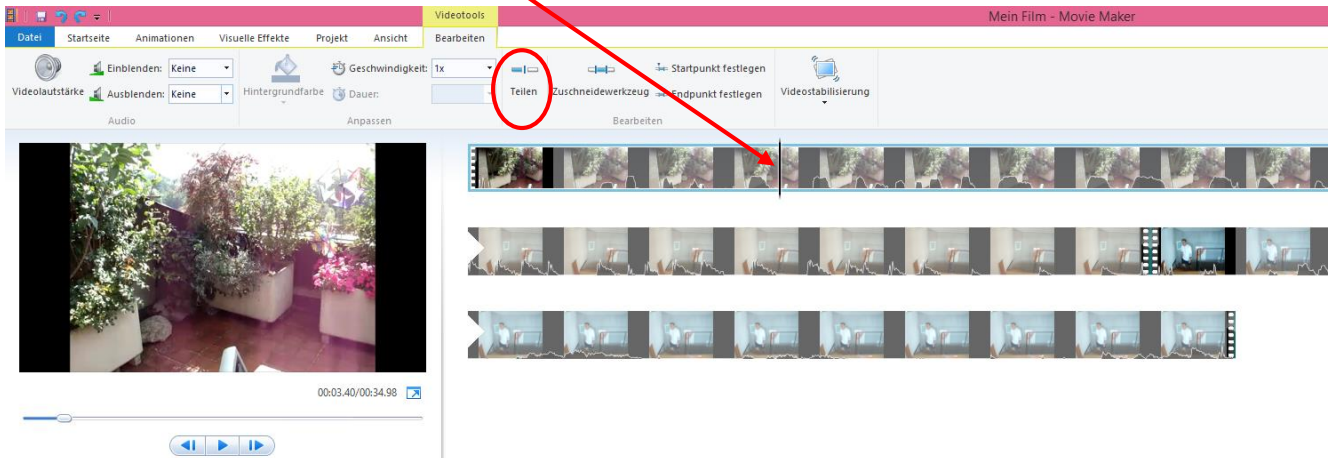 Videotools
Mein Film - Movie Maker
Datei Startseite Animationen Visuelle Effekte Projekt Ansicht Bearbeiten
Einblenden: Keine Geschwindigkeit: 1x Startpunkt festlegen
Videolautstärke Ausblenden: Keine Hintergrundfarbe Dauer: Teilen Zuschneidewerkzeug Endpunkt festlegen Videostabilisierung
Audio Anpassen Bearbeiten
00:03.40/00:34.98